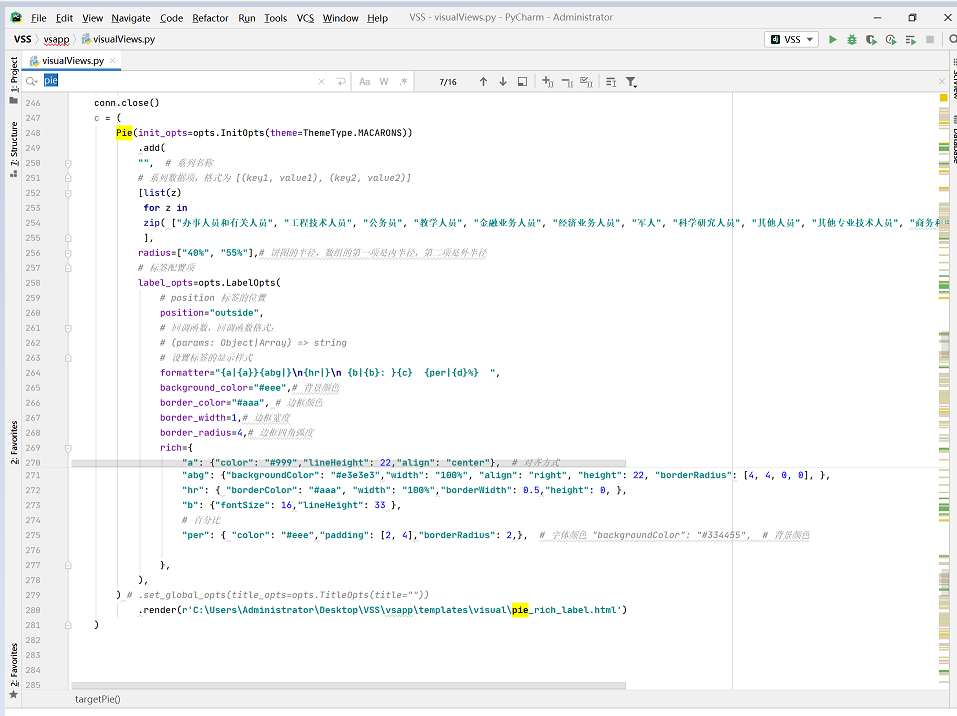 File Edit View Navigate Code Refactor Run Tools VCS Window Help VSS - visualViews.py - PyCharm - Administrator
VSS vsapp visualViews.py VSS
visualViews.py
1: Project
7: Structure
2: Favorites
2: Favorites
pie Aa W .* 7/16
246 conn.close()
247 c = (
248 Pie(init_opts=opts.InitOpts(theme=ThemeType.MACARONS))
249 .add(
250 "", # 系列名称
251 # 系列数据项，格式为 [(key1, value1), (key2, value2)]
252 [list(z)
253 for z in
254 zip( ["办事人员和有关人员", "工程技术人员", "公务员", "教学人员", "金融业务人员", "经济业务人员", "军人", "科学研究人员", "其他人员", "其他专业技术人员", "商务和
255 ],
256 radius=["40%", "55%"],# 饼图的半径，数组的第一项是内半径，第二项是外半径
257 # 标签配置项
258 label_opts=opts.LabelOpts(
259 # position 标签的位置
260 position="outside",
261 # 回调函数，回调函数格式：
262 # (params: Object|Array) => string
263 # 设置标签的显示样式
264 formatter="{a|{a}}{abg|}\n{hr|}\n {b|{b}: }{c} {per|{d}%} ",
265 background_color="#eee",# 背景颜色
266 border_color="#aaa", # 边框颜色
267 border_width=1,# 边框宽度
268 border_radius=4,# 边框四角弧度
269 rich={
270 "a": {"color": "#999","lineHeight": 22,"align": "center"}, # 对齐方式
271 "abg": {"backgroundColor": "#e3e3e3","width": "100%", "align": "right", "height": 22, "borderRadius": [4, 4, 0, 0], },
272 "hr": { "borderColor": "#aaa", "width": "100%","borderWidth": 0.5,"height": 0, },
273 "b": {"fontSize": 16,"lineHeight": 33 },
274 # 百分比
275 "per": { "color": "#eee","padding": [2, 4],"borderRadius": 2,}, # 字体颜色 "backgroundColor": "#334455", # 背景颜色
276
277 },
278 ),
279 ) # .set_global_opts(title_opts=opts.TitleOpts(title=""))
280 .render(r'C:\Users\Administrator\Desktop\VSS\vsapp\templates\visual\pie_rich_label.html')
281 )
282
283
284
285
targetPie()